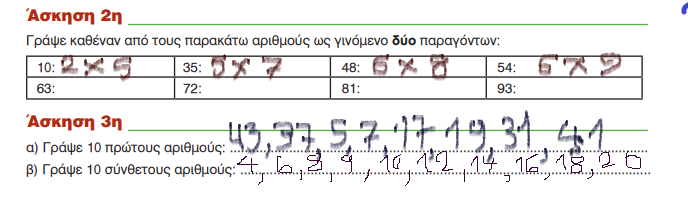 Άσκηση 2η
Γράψε καθέναν από τους παρακάτω αριθμούς ως γινόμενο δύο παραγόντων:
10: 2 x 5 35: 5 x 7 48: 6 x 8 54: 6 x 9
63: 72: 81: 93:
Άσκηση 3η
43, 37, 5, 7, 17, 19, 31, 41
α) Γράψε 10 πρώτους αριθμούς:
β) Γράψε 10 σύνθετους αριθμούς: 4, 6, 8, 9, 10, 12, 14, 16, 18, 20